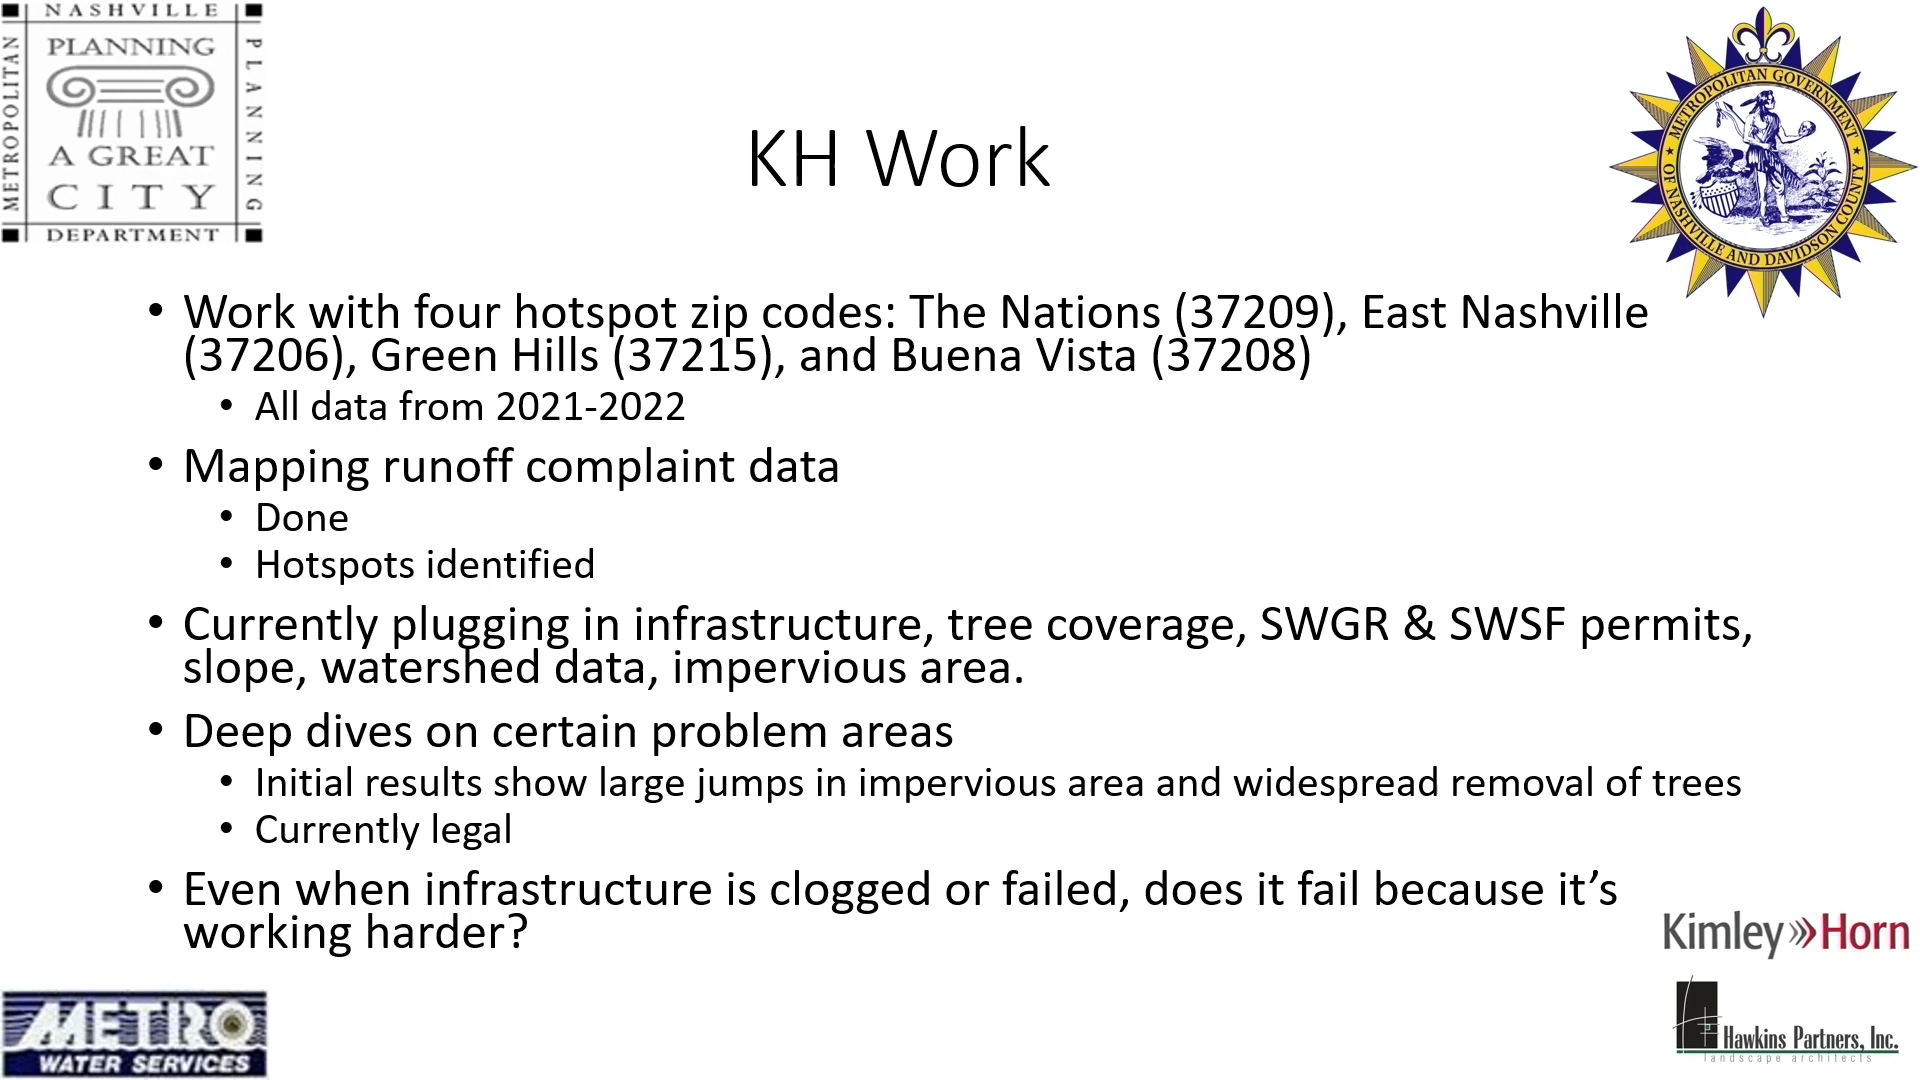 NASHVILLE
METROPOLITAN
PLANNING
A GREAT
CITY
DEPARTMENT
PLANNING
KH Work
METROPOLITAN GOVERNMENT
OF NASHVILLE AND DAVIDSON COUNTY
• Work with four hotspot zip codes: The Nations (37209), East Nashville
(37206), Green Hills (37215), and Buena Vista (37208)
• All data from 2021-2022
• Mapping runoff complaint data
• Done
• Hotspots identified
• Currently plugging in infrastructure, tree coverage, SWGR & SWSF permits,
slope, watershed data, impervious area.
• Deep dives on certain problem areas
• Initial results show large jumps in impervious area and widespread removal of trees
• Currently legal
• Even when infrastructure is clogged or failed, does it fail because it’s
working harder?
Kimley»Horn
METRO
WATER SERVICES
Hawkins Partners, Inc.
landscape architects